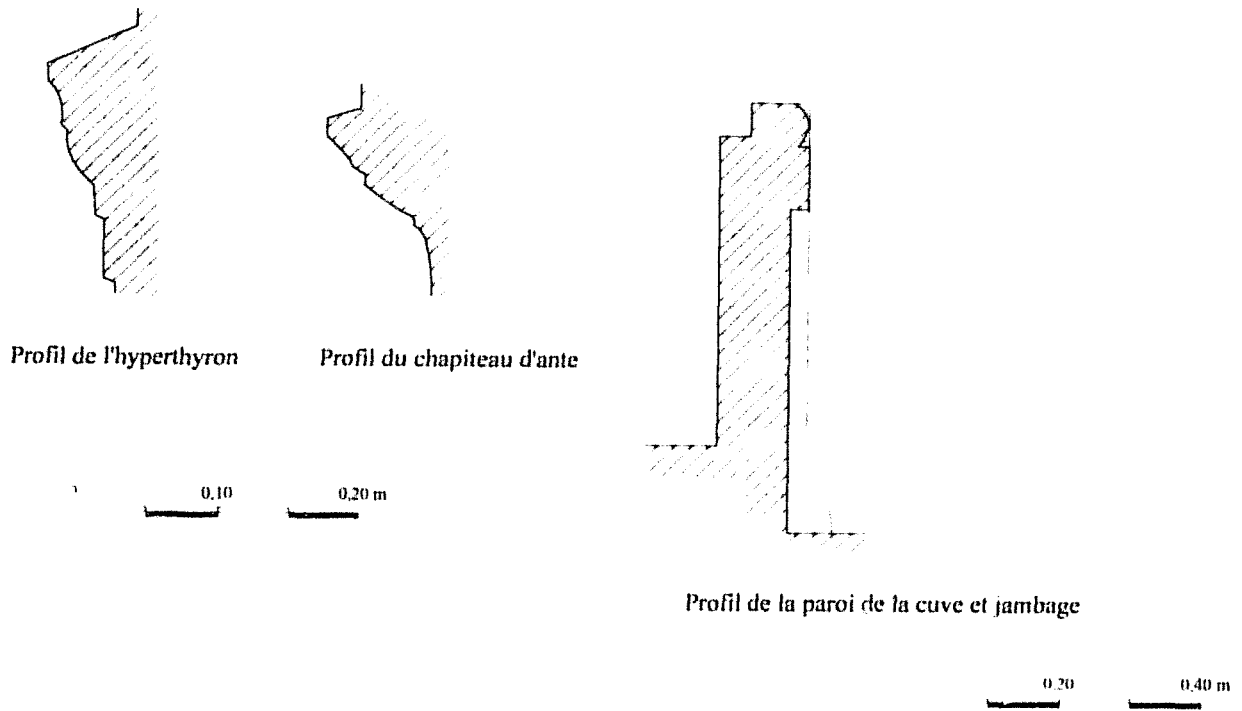 Profil de l'hyperthyron
Profil du chapiteau d'ante
0,10
0,20 m
Profil de la paroi de la cuve et jambage
0,20
0,40 m